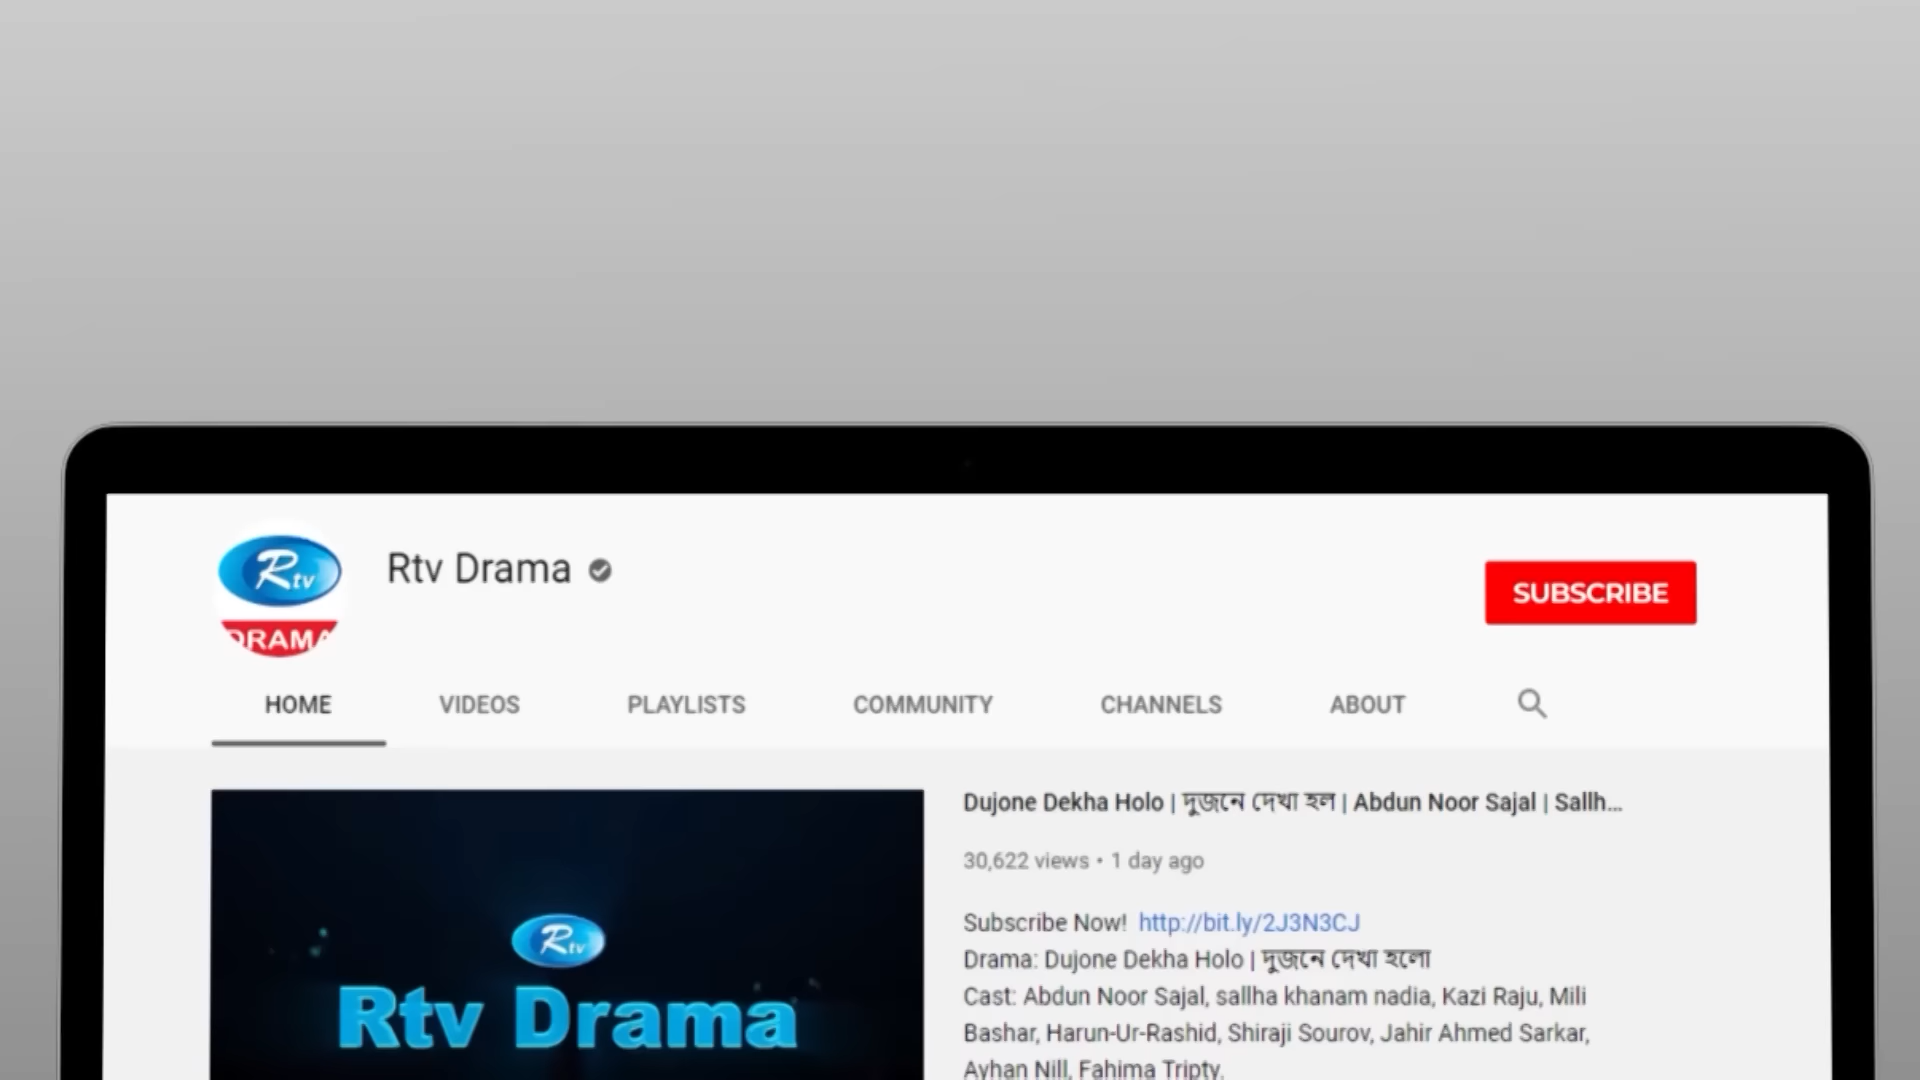 Rtv
DRAMA
Rtv Drama
SUBSCRIBE
HOME VIDEOS PLAYLISTS COMMUNITY CHANNELS ABOUT
Rtv
Rtv Drama
Dujone Dekha Holo | দুজনে দেখা হল | Abdun Noor Sajal | Sallh...
30,622 views • 1 day ago
Subscribe Now! http://bit.ly/2J3N3CJ
Drama: Dujone Dekha Holo | দুজনে দেখা হলো
Cast: Abdun Noor Sajal, sallha khanam nadia, Kazi Raju, Mili
Bashar, Harun-Ur-Rashid, Shiraji Sourov, Jahir Ahmed Sarkar,
Ayhan Nill, Fahima Tripty.